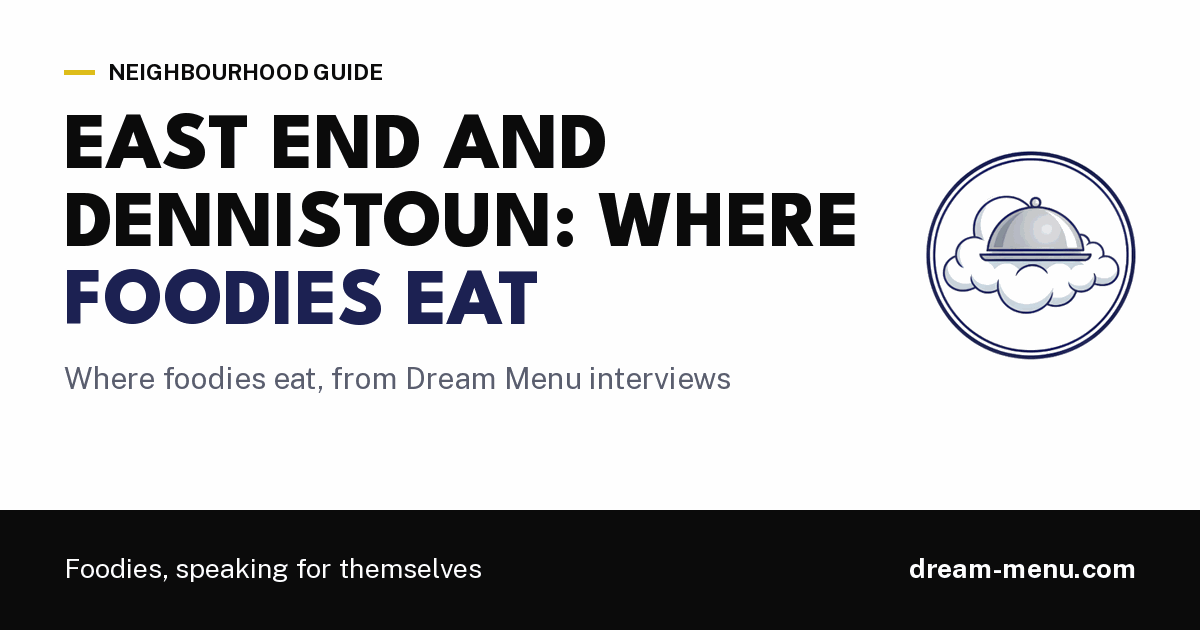 NEIGHBOURHOOD GUIDE
EAST END AND
DENNISTOUN: WHERE
FOODIES EAT
Where foodies eat, from Dream Menu interviews
Foodies, speaking for themselves
dream-menu.com